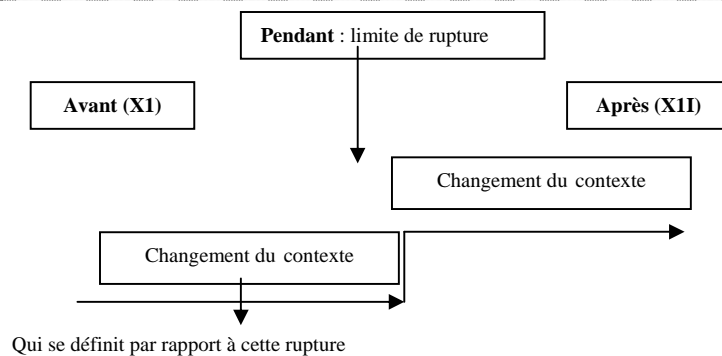 Pendant : limite de rupture
Avant (X1)
Après (X1I)
Changement du contexte
Changement du contexte
Qui se définit par rapport à cette rupture